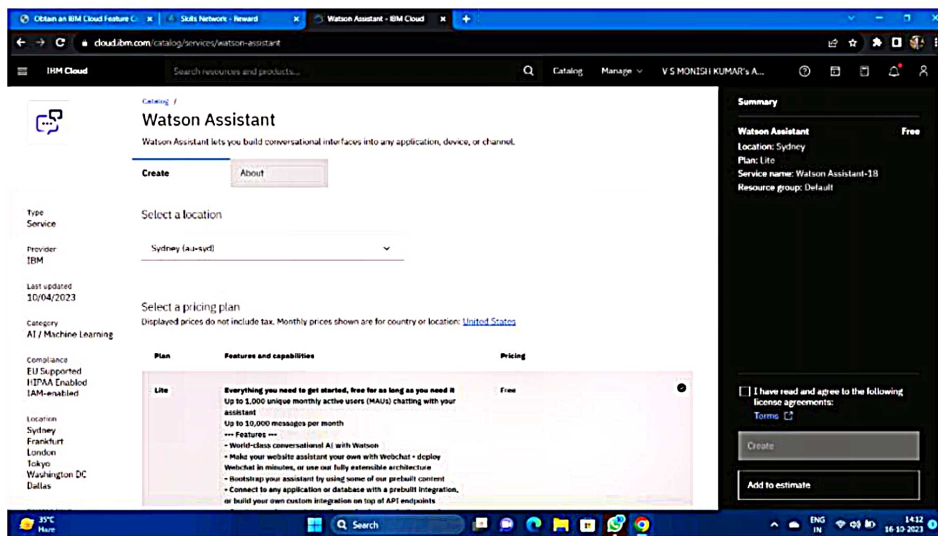 Obtain an IBM Cloud Feature C
Skills Network - Reward
Watson Assistant - IBM Cloud
cloud.ibm.com/catalog/services/watson-assistant
IBM Cloud
Search resources and products...
Catalog
Manage
V S MONISH KUMAR's A...
Catalog /
Watson Assistant
Watson Assistant lets you build conversational interfaces into any application, device, or channel.
Create
About
Type
Service
Provider
IBM
Last updated
10/04/2023
Category
AI / Machine Learning
Compliance
EU Supported
HIPAA Enabled
IAM-enabled
Location
Sydney
Frankfurt
London
Tokyo
Washington DC
Dallas
Select a location
Sydney (au-syd)
Select a pricing plan
Displayed prices do not include tax. Monthly prices shown are for country or location: United States
Plan
Features and capabilities
Pricing
Lite
Everything you need to get started, free for as long as you need it
Up to 1,000 unique monthly active users (MAUs) chatting with your
assistant
Up to 10,000 messages per month
--- Features ---
- World-class conversational AI with Watson
- Make your website assistant your own with Webchat - deploy
Webchat in minutes, or use our fully extensible architecture
- Bootstrap your assistant by using some of our prebuilt content
- Connect to any application or database with a prebuilt integration,
or build your own custom integration on top of API endpoints
Free
Summary
Watson Assistant
Free
Location: Sydney
Plan: Lite
Service name: Watson Assistant-18
Resource group: Default
I have read and agree to the following
license agreements:
Terms
Create
Add to estimate
35°C
Haze
Search
ENG
IN
14:12
16-10-2023